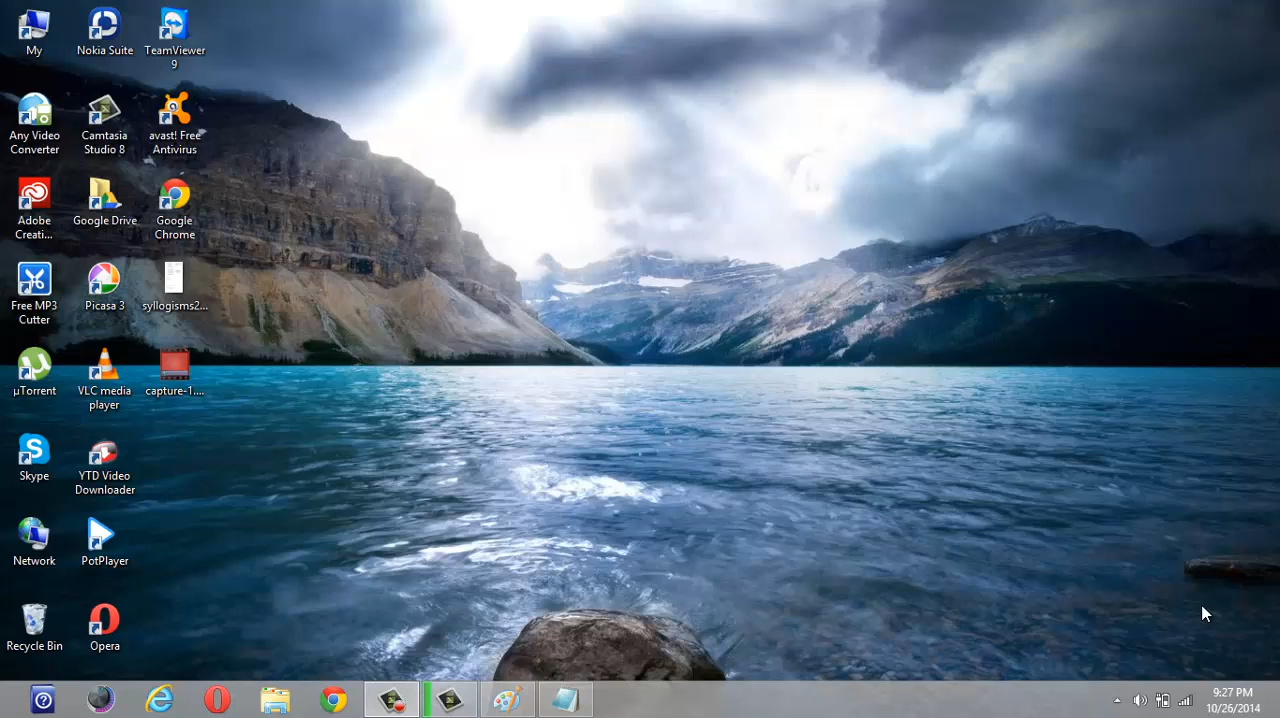 My
Nokia Suite
TeamViewer
9
Any Video
Converter
Camtasia
Studio 8
avast! Free
Antivirus
Adobe
Creati...
Google Drive
Google
Chrome
Free MP3
Cutter
Picasa 3
syllogisms2...
µTorrent
VLC media
player
capture-1....
Skype
YTD Video
Downloader
Network
PotPlayer
Recycle Bin
Opera
9:27 PM
10/26/2014